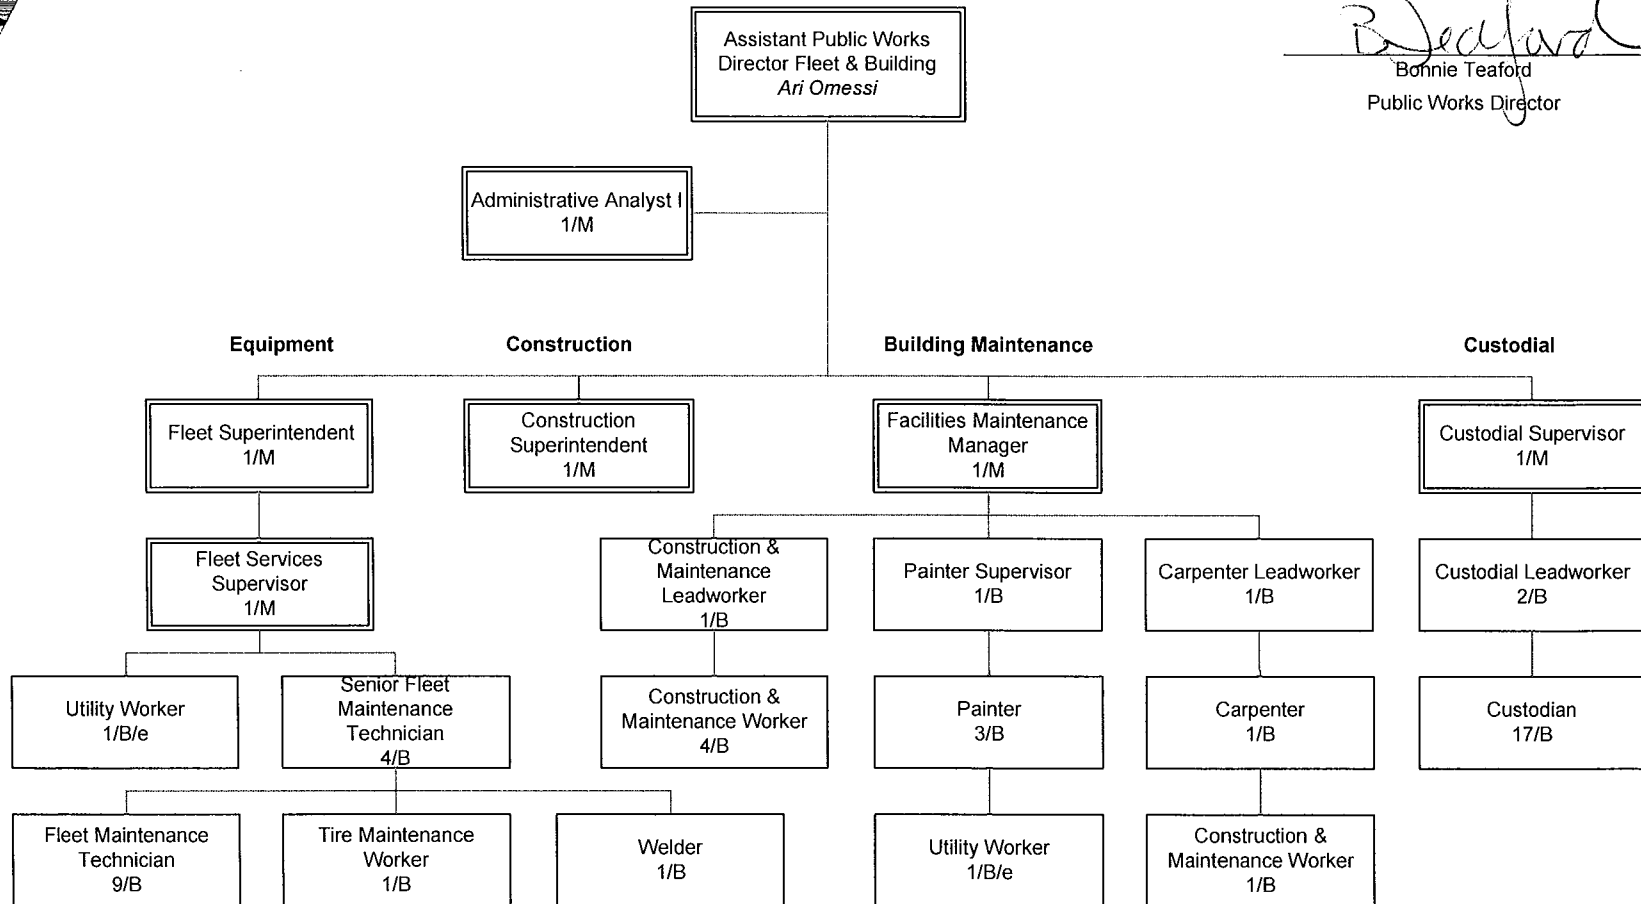 B Teaford
Bonnie Teaford
Public Works Director
Assistant Public Works
Director Fleet & Building
Ari Omessi
Administrative Analyst I
1/M
Equipment
Construction
Building Maintenance
Custodial
Fleet Superintendent
1/M
Construction
Superintendent
1/M
Facilities Maintenance
Manager
1/M
Custodial Supervisor
1/M
Fleet Services
Supervisor
1/M
Construction &
Maintenance
Leadworker
1/B
Painter Supervisor
1/B
Carpenter Leadworker
1/B
Custodial Leadworker
2/B
Utility Worker
1/B/e
Senior Fleet
Maintenance
Technician
4/B
Construction &
Maintenance Worker
4/B
Painter
3/B
Carpenter
1/B
Custodian
17/B
Fleet Maintenance
Technician
9/B
Tire Maintenance
Worker
1/B
Welder
1/B
Utility Worker
1/B/e
Construction &
Maintenance Worker
1/B